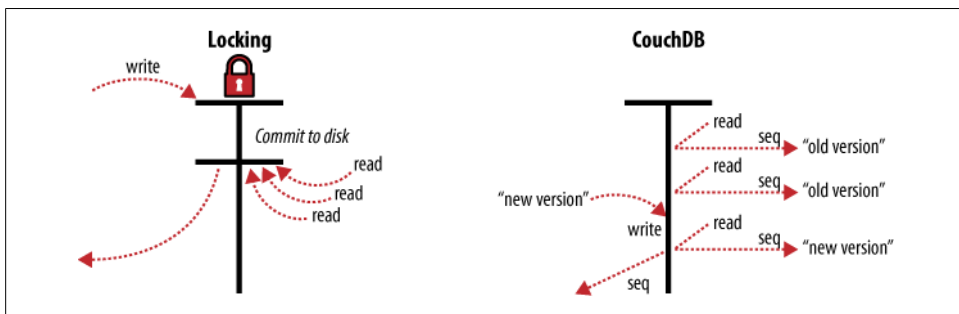 Locking
write
Commit to disk
read
read
read
CouchDB
read
seq
“old version”
read
seq
“old version”
“new version”
write
read
seq
“new version”
seq